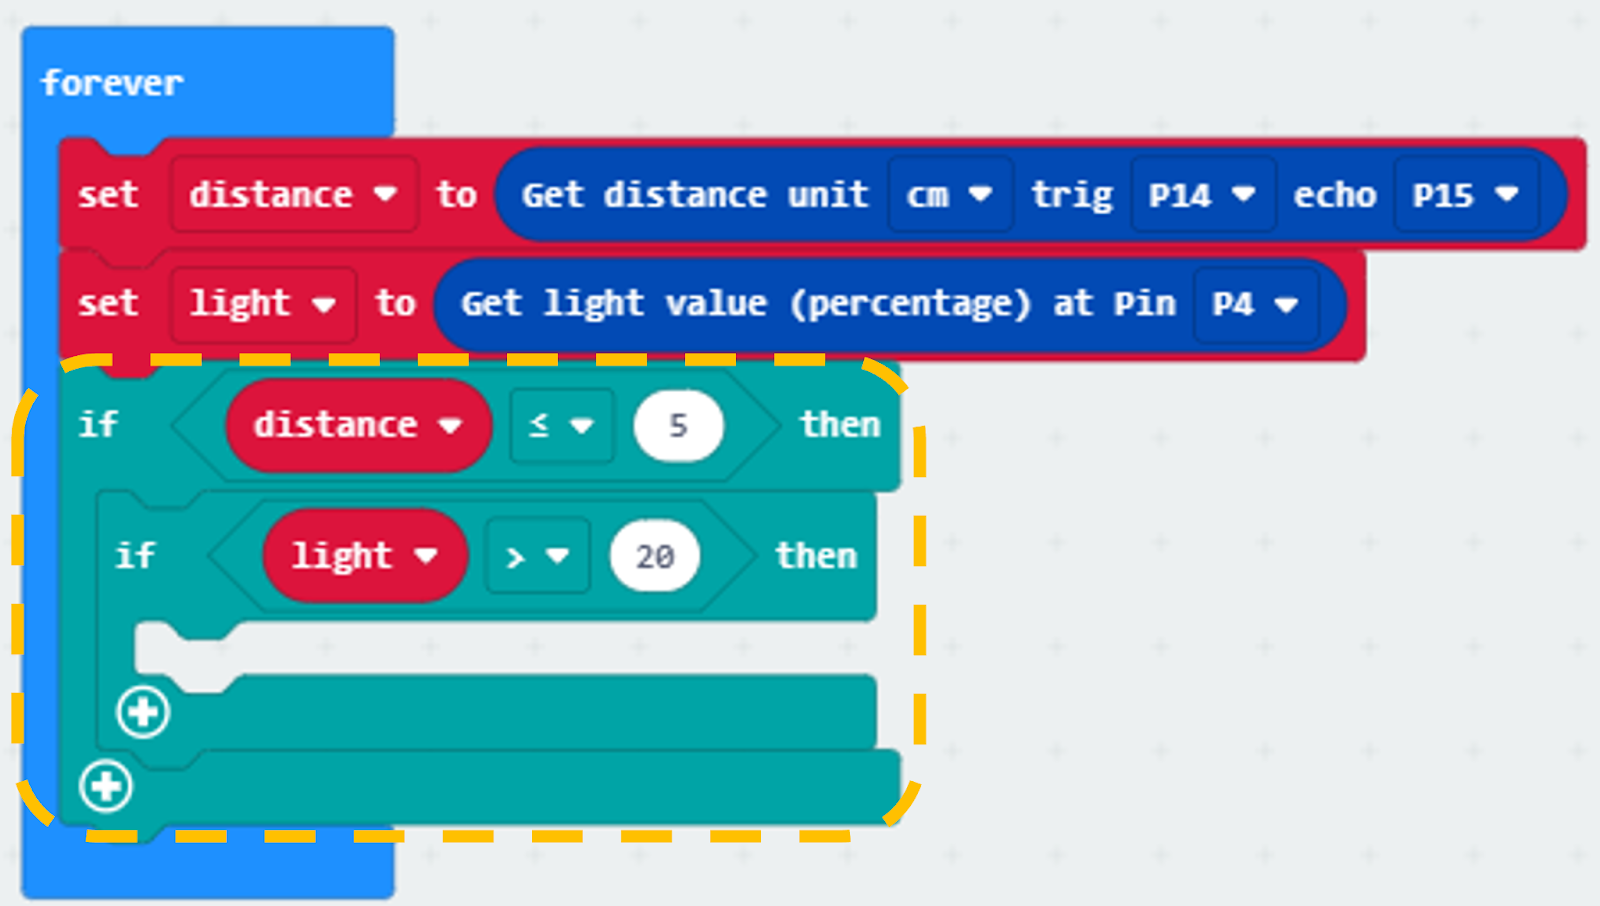 forever
set distance to Get distance unit cm trig P14 echo P15
set light to Get light value (percentage) at Pin P4
if distance ≤ 5 then
if light > 20 then